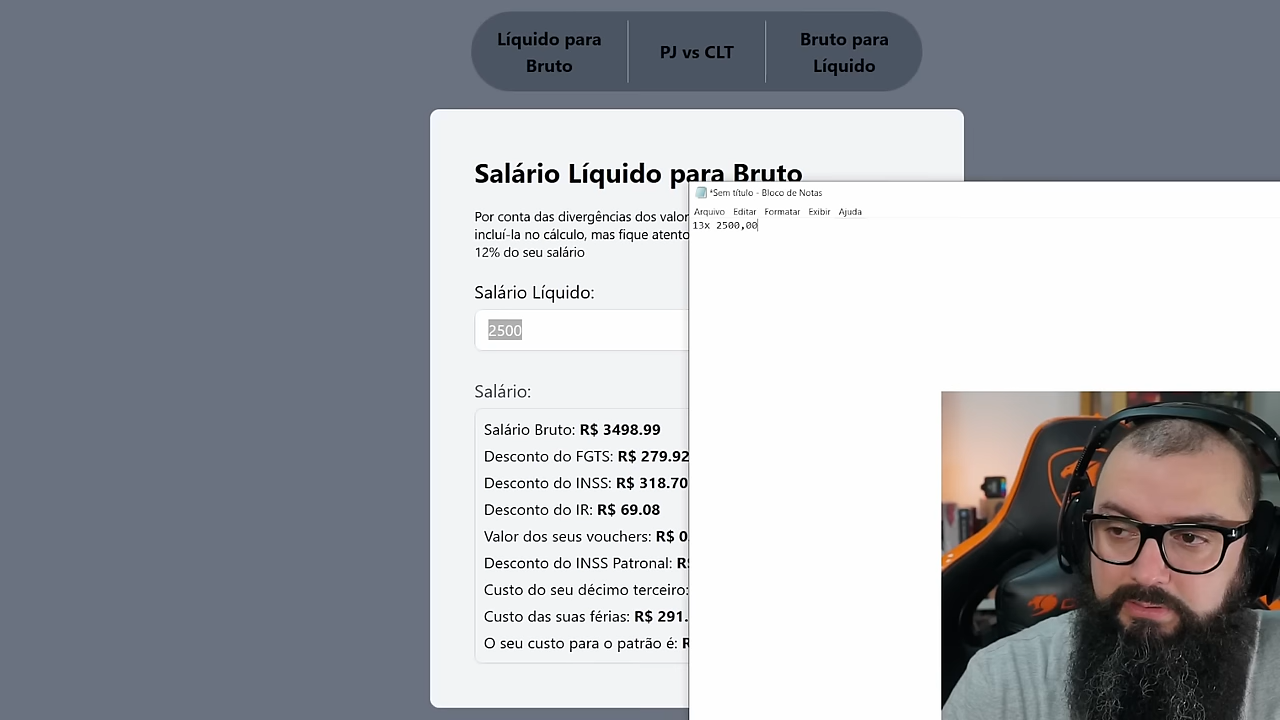 Líquido para
Bruto
PJ vs CLT
Bruto para
Líquido
Salário Líquido para Bruto
Por conta das divergências dos valor
incluí-la no cálculo, mas fique atento
12% do seu salário
Salário Líquido:
2500
Salário:
Salário Bruto: R$ 3498.99
Desconto do FGTS: R$ 279.92
Desconto do INSS: R$ 318.70
Desconto do IR: R$ 69.08
Valor dos seus vouchers: R$ 0.
Desconto do INSS Patronal: R$
Custo do seu décimo terceiro:
Custo das suas férias: R$ 291.
O seu custo para o patrão é: R
*Sem título - Bloco de Notas
Arquivo Editar Formatar Exibir Ajuda
13x 2500,00